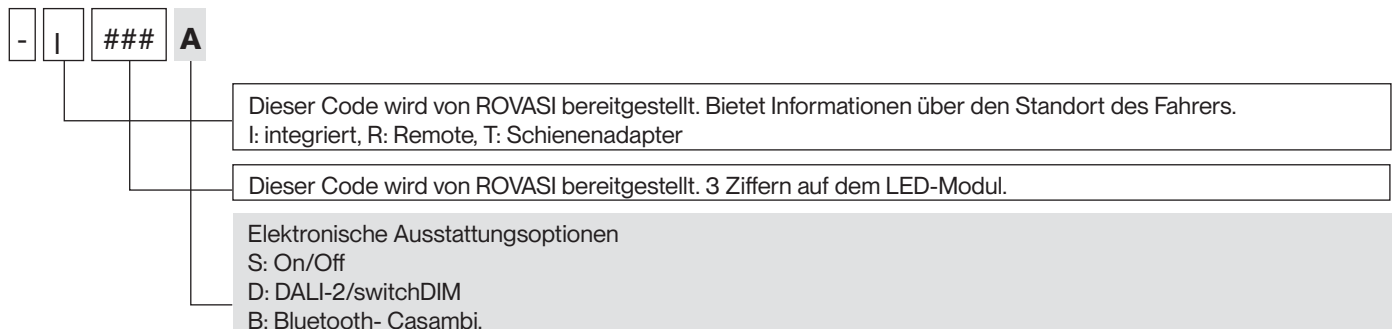 - I ### A
Dieser Code wird von ROVASI bereitgestellt. Bietet Informationen über den Standort des Fahrers.
I: integriert, R: Remote, T: Schienenadapter
Dieser Code wird von ROVASI bereitgestellt. 3 Ziffern auf dem LED-Modul.
Elektronische Ausstattungsoptionen
S: On/Off
D: DALI-2/switchDIM
B: Bluetooth- Casambi.